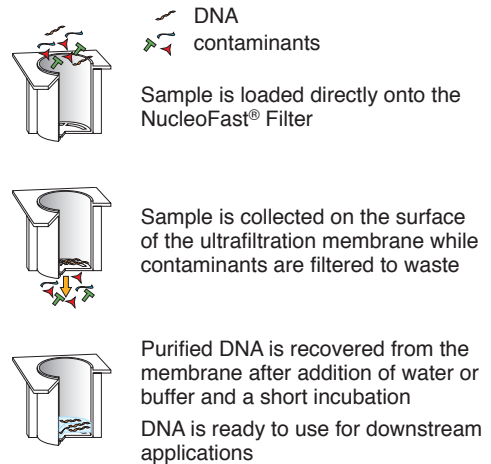 DNA
contaminants
Sample is loaded directly onto the
NucleoFast® Filter
Sample is collected on the surface
of the ultrafiltration membrane while
contaminants are filtered to waste
Purified DNA is recovered from the
membrane after addition of water or
buffer and a short incubation
DNA is ready to use for downstream
applications